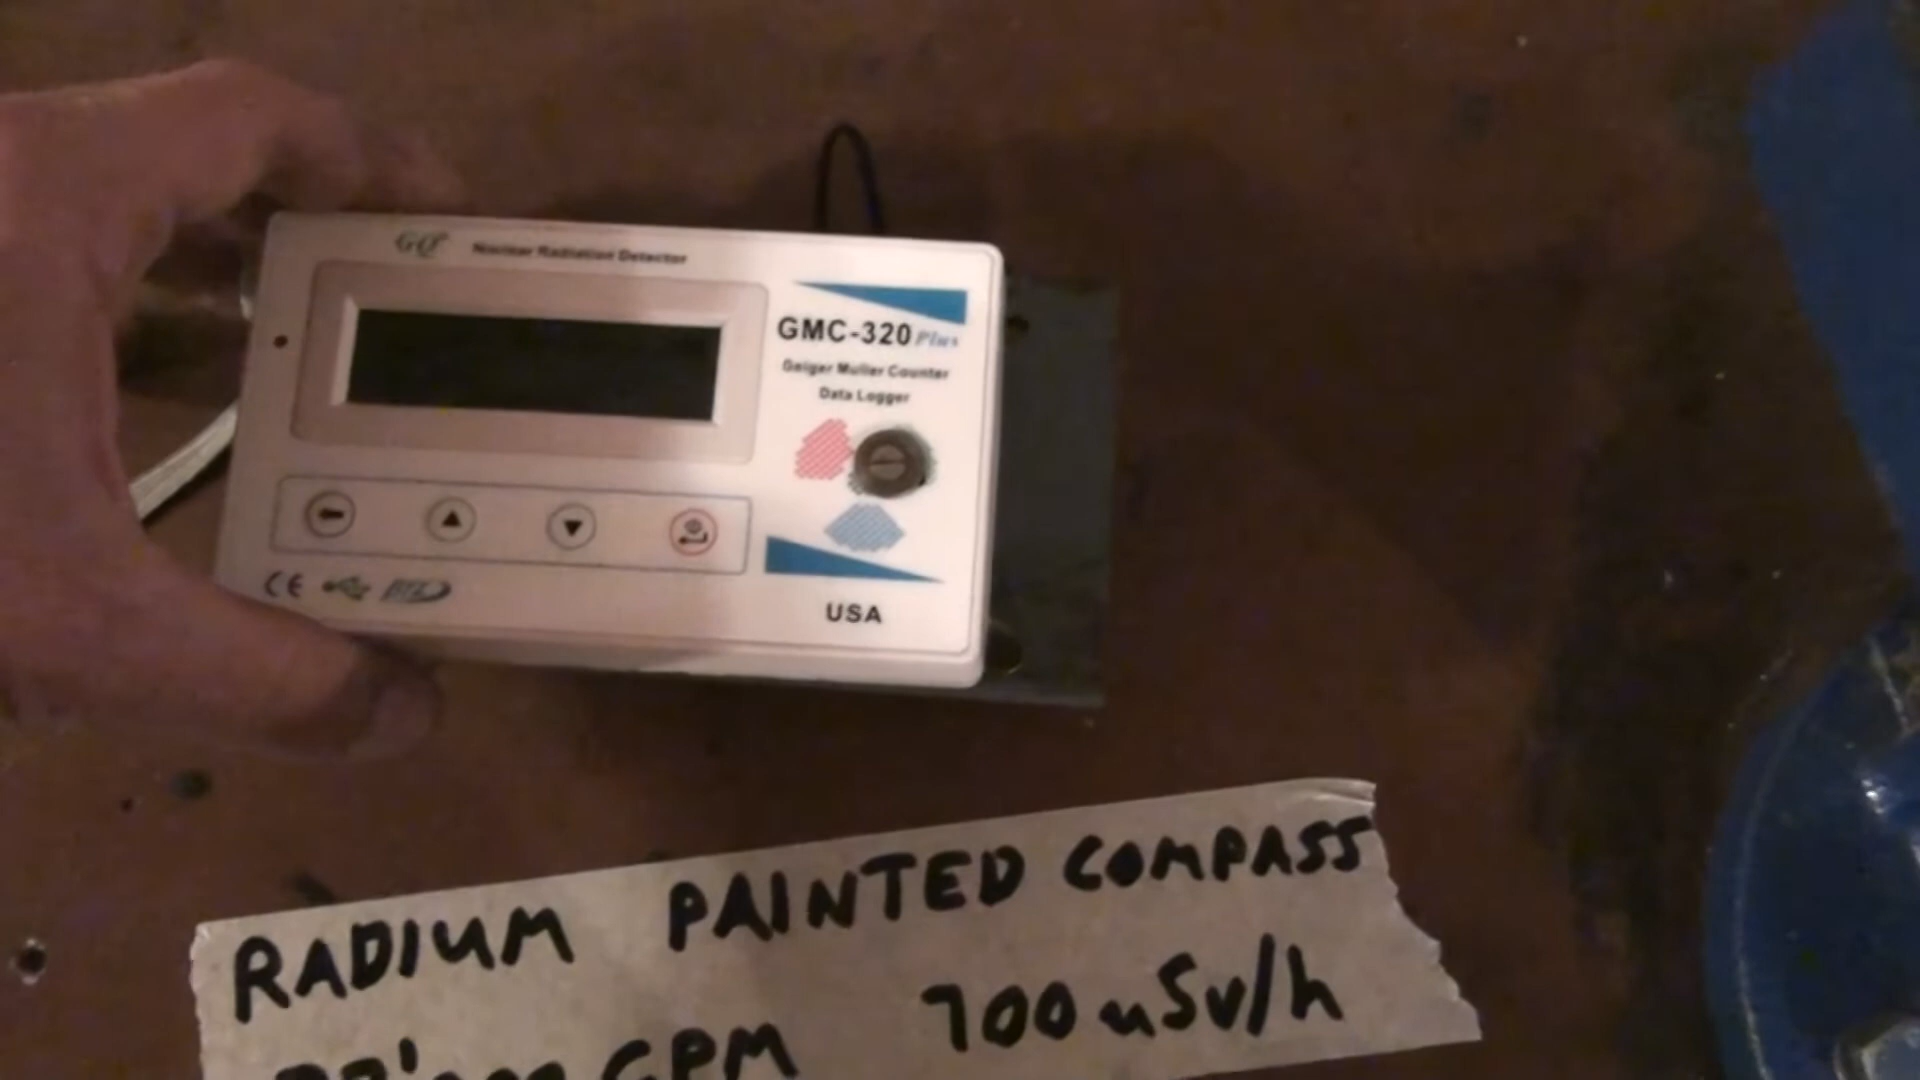 GQ Nuclear Radiation Detector
GMC-320 Plus
Geiger Muller Counter
Data Logger
CE
USA
RADIUM PAINTED COMPASS
CPM 700 uSv/h